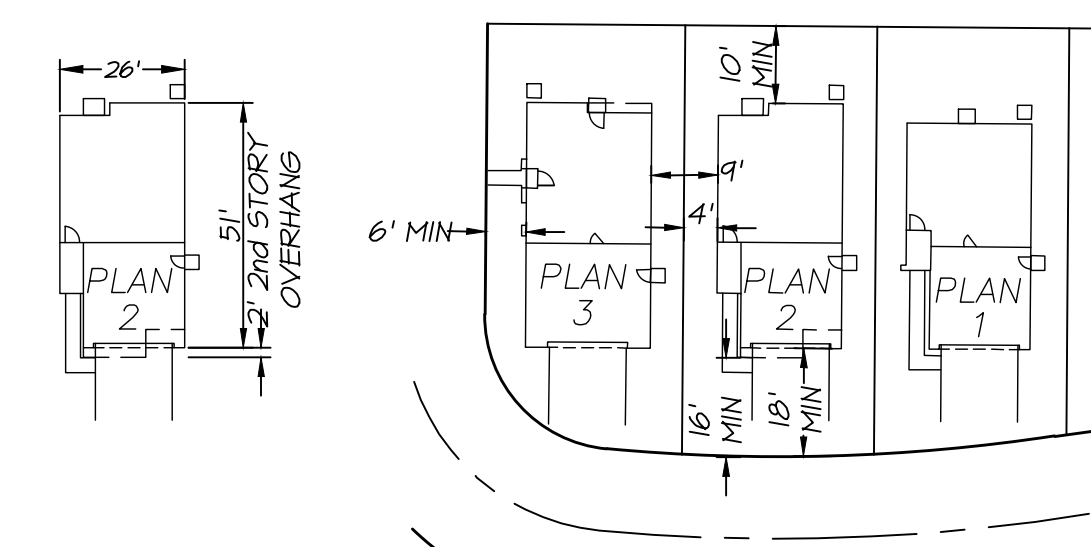 26'
51'
2' 2nd STORY
OVERHANG
PLAN
2
6' MIN
10'
MIN
9'
4'
PLAN
3
PLAN
2
PLAN
1
16'
MIN
18'
MIN